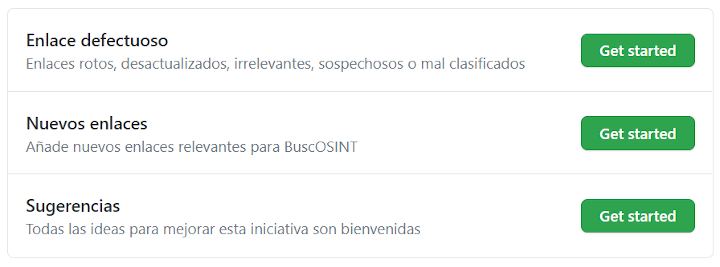 Enlace defectuoso
Enlaces rotos, desactualizados, irrelevantes, sospechosos o mal clasificados
Get started
Nuevos enlaces
Añade nuevos enlaces relevantes para BuscOSINT
Get started
Sugerencias
Todas las ideas para mejorar esta iniciativa son bienvenidas
Get started